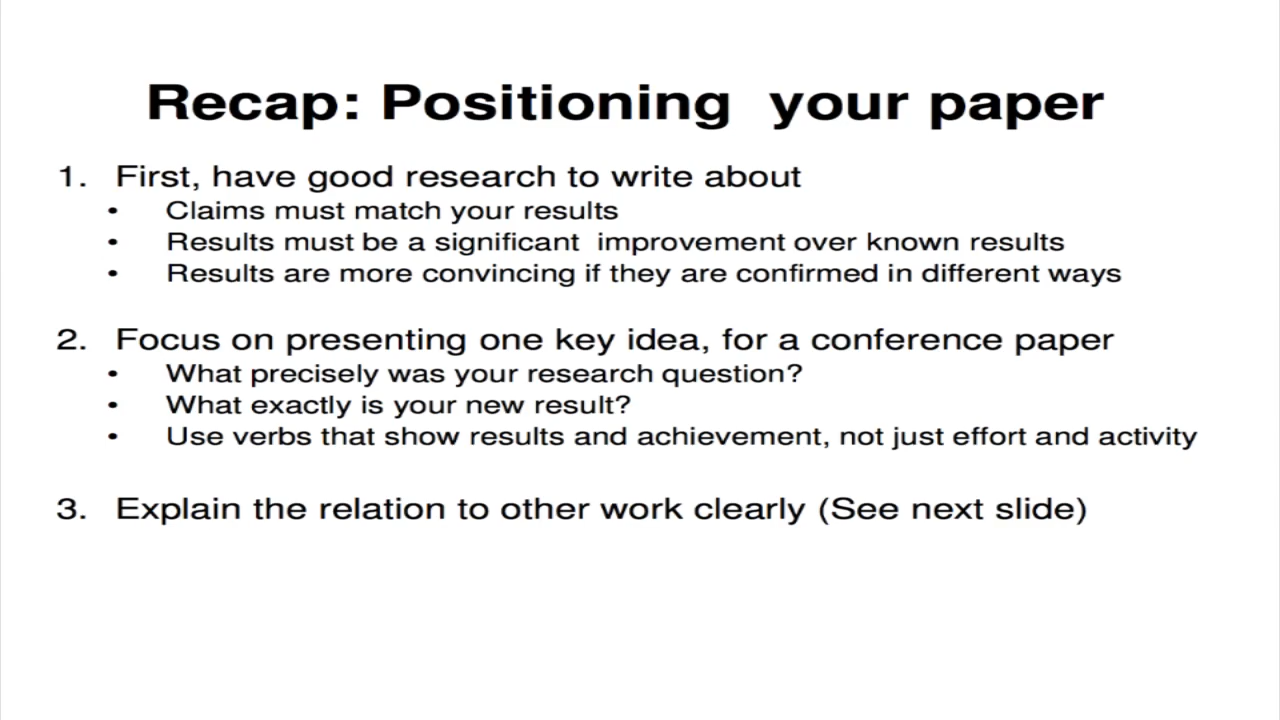 Recap: Positioning your paper
1. First, have good research to write about
• Claims must match your results
• Results must be a significant improvement over known results
• Results are more convincing if they are confirmed in different ways
2. Focus on presenting one key idea, for a conference paper
• What precisely was your research question?
• What exactly is your new result?
• Use verbs that show results and achievement, not just effort and activity
3. Explain the relation to other work clearly (See next slide)